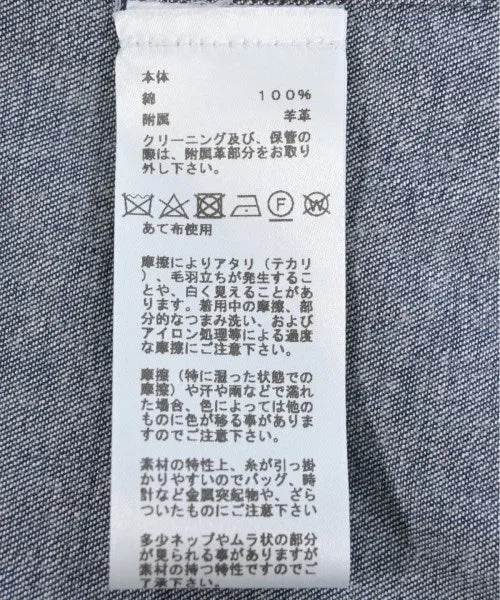 本体
綿 100%
附属 羊革
クリーニング及び、保管の
際は、附属革部分をお取り
外し下さい。
F W
あて布使用
摩擦によりアタリ（テカリ
）、毛羽立ちが発生するこ
とや、白く見えることがあ
ります。着用中の摩擦、部
分的なつまみ洗い、および
アイロン処理等による過度
な摩擦にご注意下さい。
摩擦（特に湿った状態での
摩擦）や汗や雨などで濡れ
た場合、色によっては他の
ものに色が移る事がありま
すのでご注意下さい。
素材の特性上、糸が引っ掛
かりやすいのでバッグ、時
計など金属突起物や、ざら
ついたものにご注意下さい
多少ネップやムラ状の部分
が見られる事がありますが
素材の持つ特性ですのでご
了承下さい。